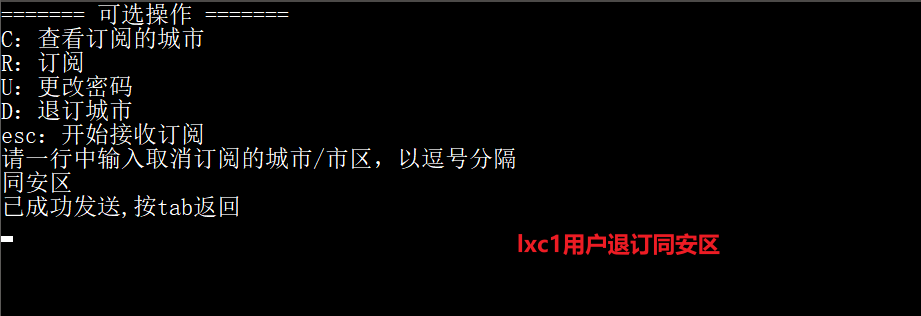 ======= 可选操作 =======
C: 查看订阅的城市
R: 订阅
U: 更改密码
D: 退订城市
esc: 开始接收订阅
请一行中输入取消订阅的城市/市区，以逗号分隔
同安区
已成功发送,按tab返回
lxc1用户退订同安区